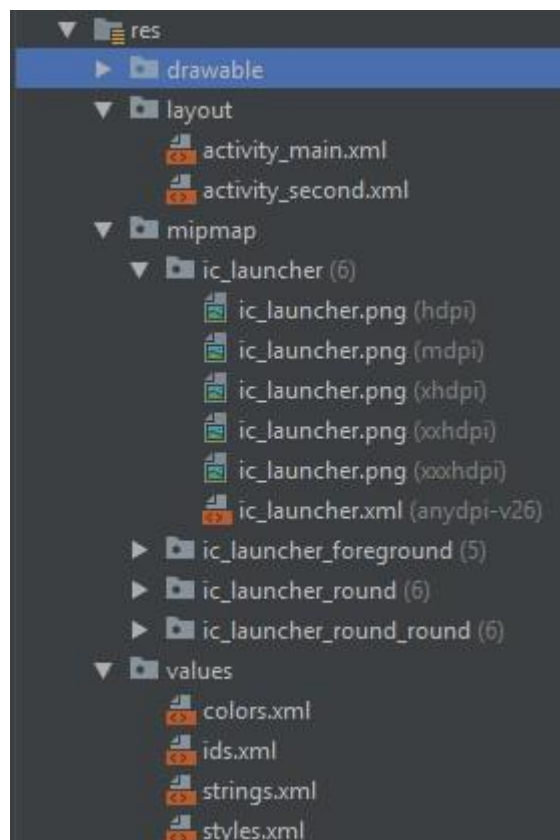 res
drawable
layout
activity_main.xml
activity_second.xml
mipmap
ic_launcher (6)
ic_launcher.png (hdpi)
ic_launcher.png (mdpi)
ic_launcher.png (xhdpi)
ic_launcher.png (xxhdpi)
ic_launcher.png (xxxhdpi)
ic_launcher.xml (anydpi-v26)
ic_launcher_foreground (5)
ic_launcher_round (6)
ic_launcher_round_round (6)
values
colors.xml
ids.xml
strings.xml
styles.xml